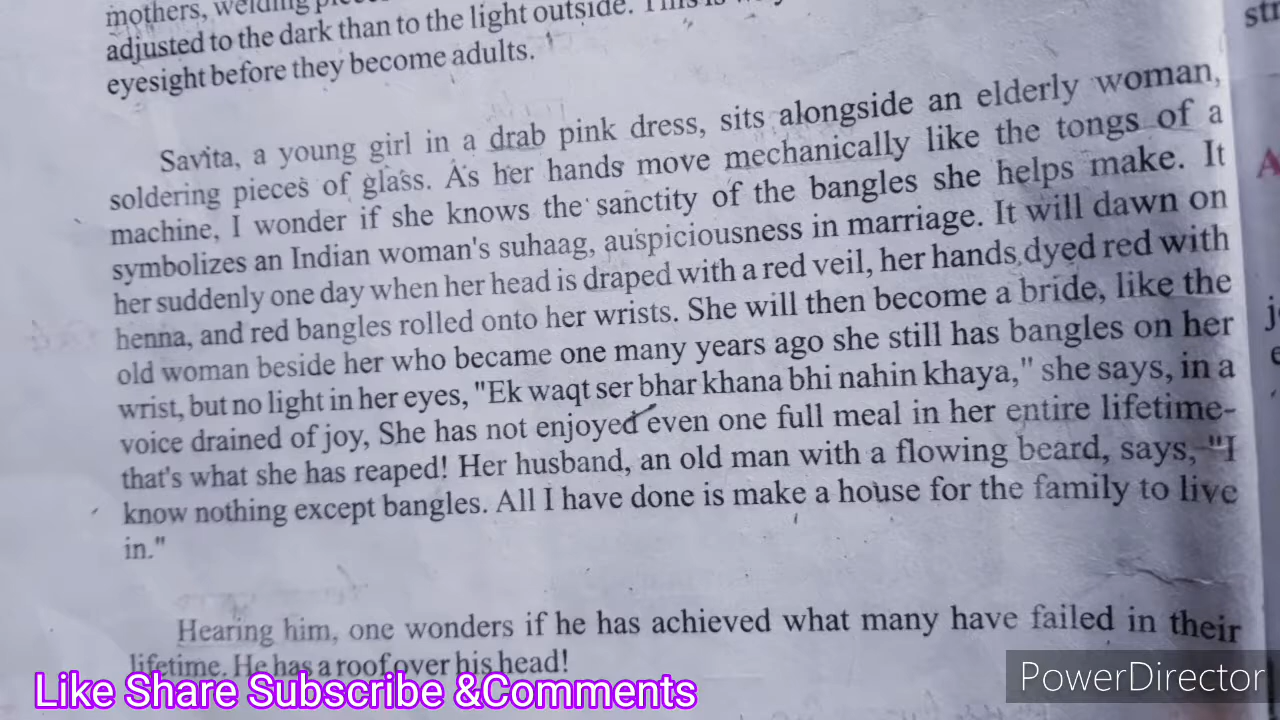 mothers, welding
adjusted to the dark than to the light outside. This is
eyesight before they become adults.
Savita, a young girl in a drab pink dress, sits alongside an elderly woman,
soldering pieces of glass. As her hands move mechanically like the tongs of a
machine, I wonder if she knows the sanctity of the bangles she helps make. It
symbolizes an Indian woman's suhaag, auspiciousness in marriage. It will dawn on
her suddenly one day when her head is draped with a red veil, her hands dyed red with
henna, and red bangles rolled onto her wrists. She will then become a bride, like the
old woman beside her who became one many years ago she still has bangles on her
wrist, but no light in her eyes, "Ek waqt ser bhar khana bhi nahin khaya," she says, in a
voice drained of joy, She has not enjoyed even one full meal in her entire lifetime-
that's what she has reaped! Her husband, an old man with a flowing beard, says, "I
know nothing except bangles. All I have done is make a house for the family to live
in."
Hearing him, one wonders if he has achieved what many have failed in their
lifetime. He has a roof over his head!
Like Share Subscribe &Comments
PowerDirector